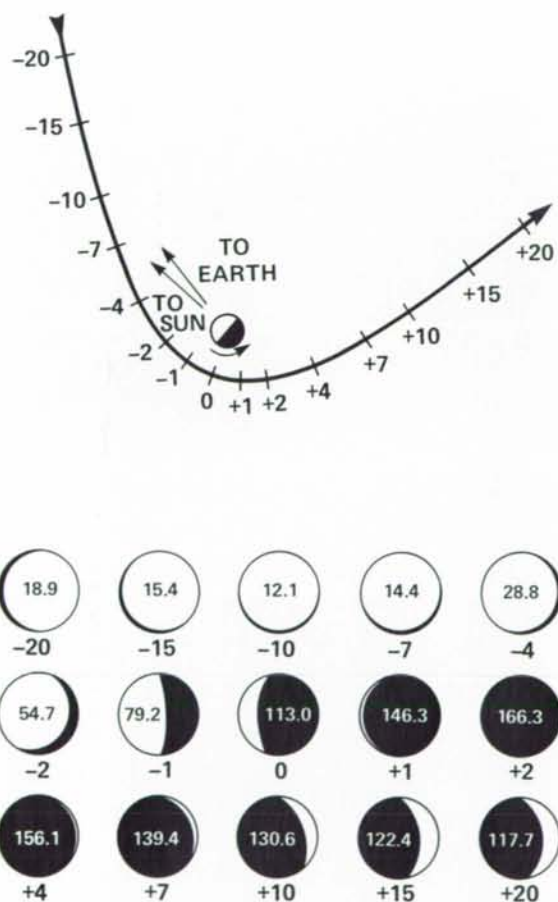 −20
−15
−10
−7
TO
EARTH
−4
TO
SUN
−2
−1
0
+1
+2
+4
+7
+10
+15
+20
18.9 15.4 12.1 14.4 28.8
−20 −15 −10 −7 −4
54.7 79.2 113.0 146.3 166.3
−2 −1 0 +1 +2
156.1 139.4 130.6 122.4 117.7
+4 +7 +10 +15 +20